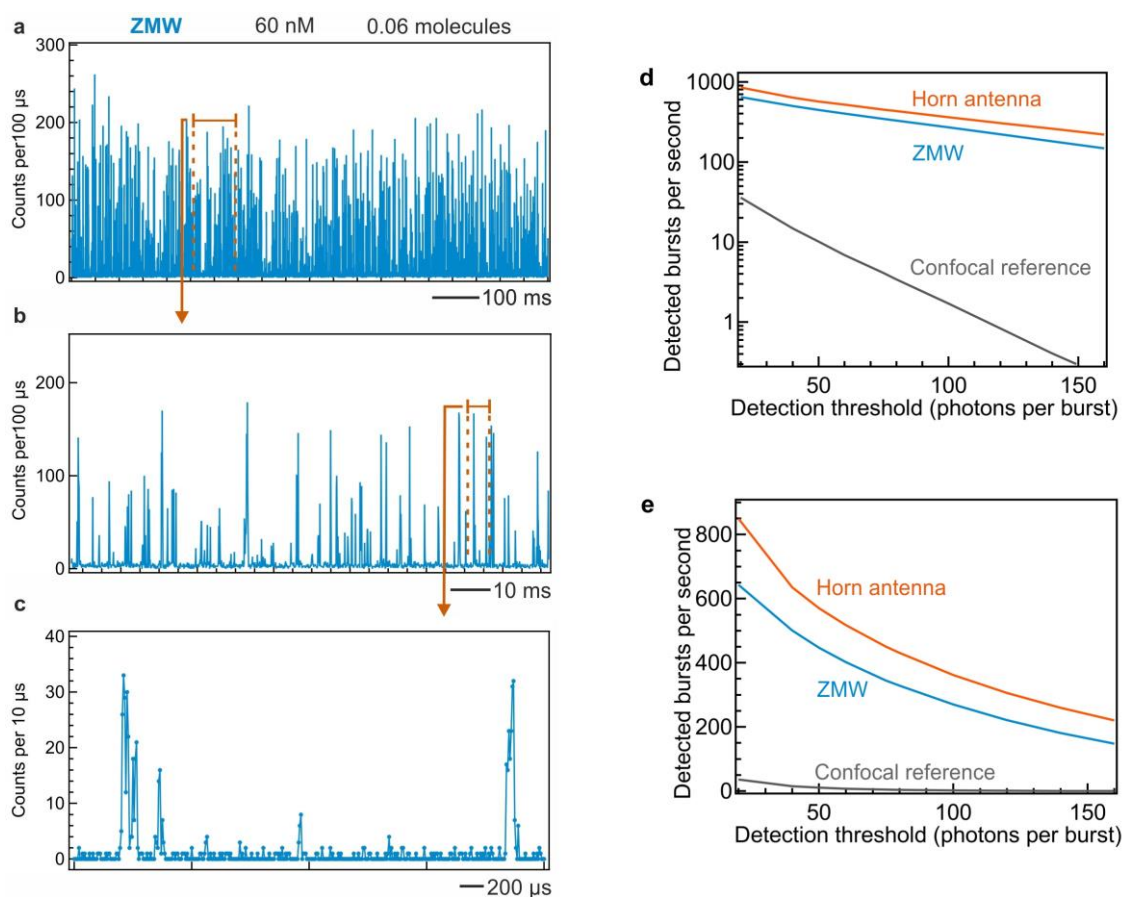 a ZMW 60 nM 0.06 molecules
Counts per100 µs
300
200
100
0
100 ms
b
Counts per100 µs
200
100
0
10 ms
c
Counts per 10 µs
40
30
20
10
0
200 µs
d
Detected bursts per second
1000
100
10
1
Horn antenna
ZMW
Confocal reference
50 100 150
Detection threshold (photons per burst)
e
Detected bursts per second
800
600
400
200
0
Horn antenna
ZMW
Confocal reference
50 100 150
Detection threshold (photons per burst)